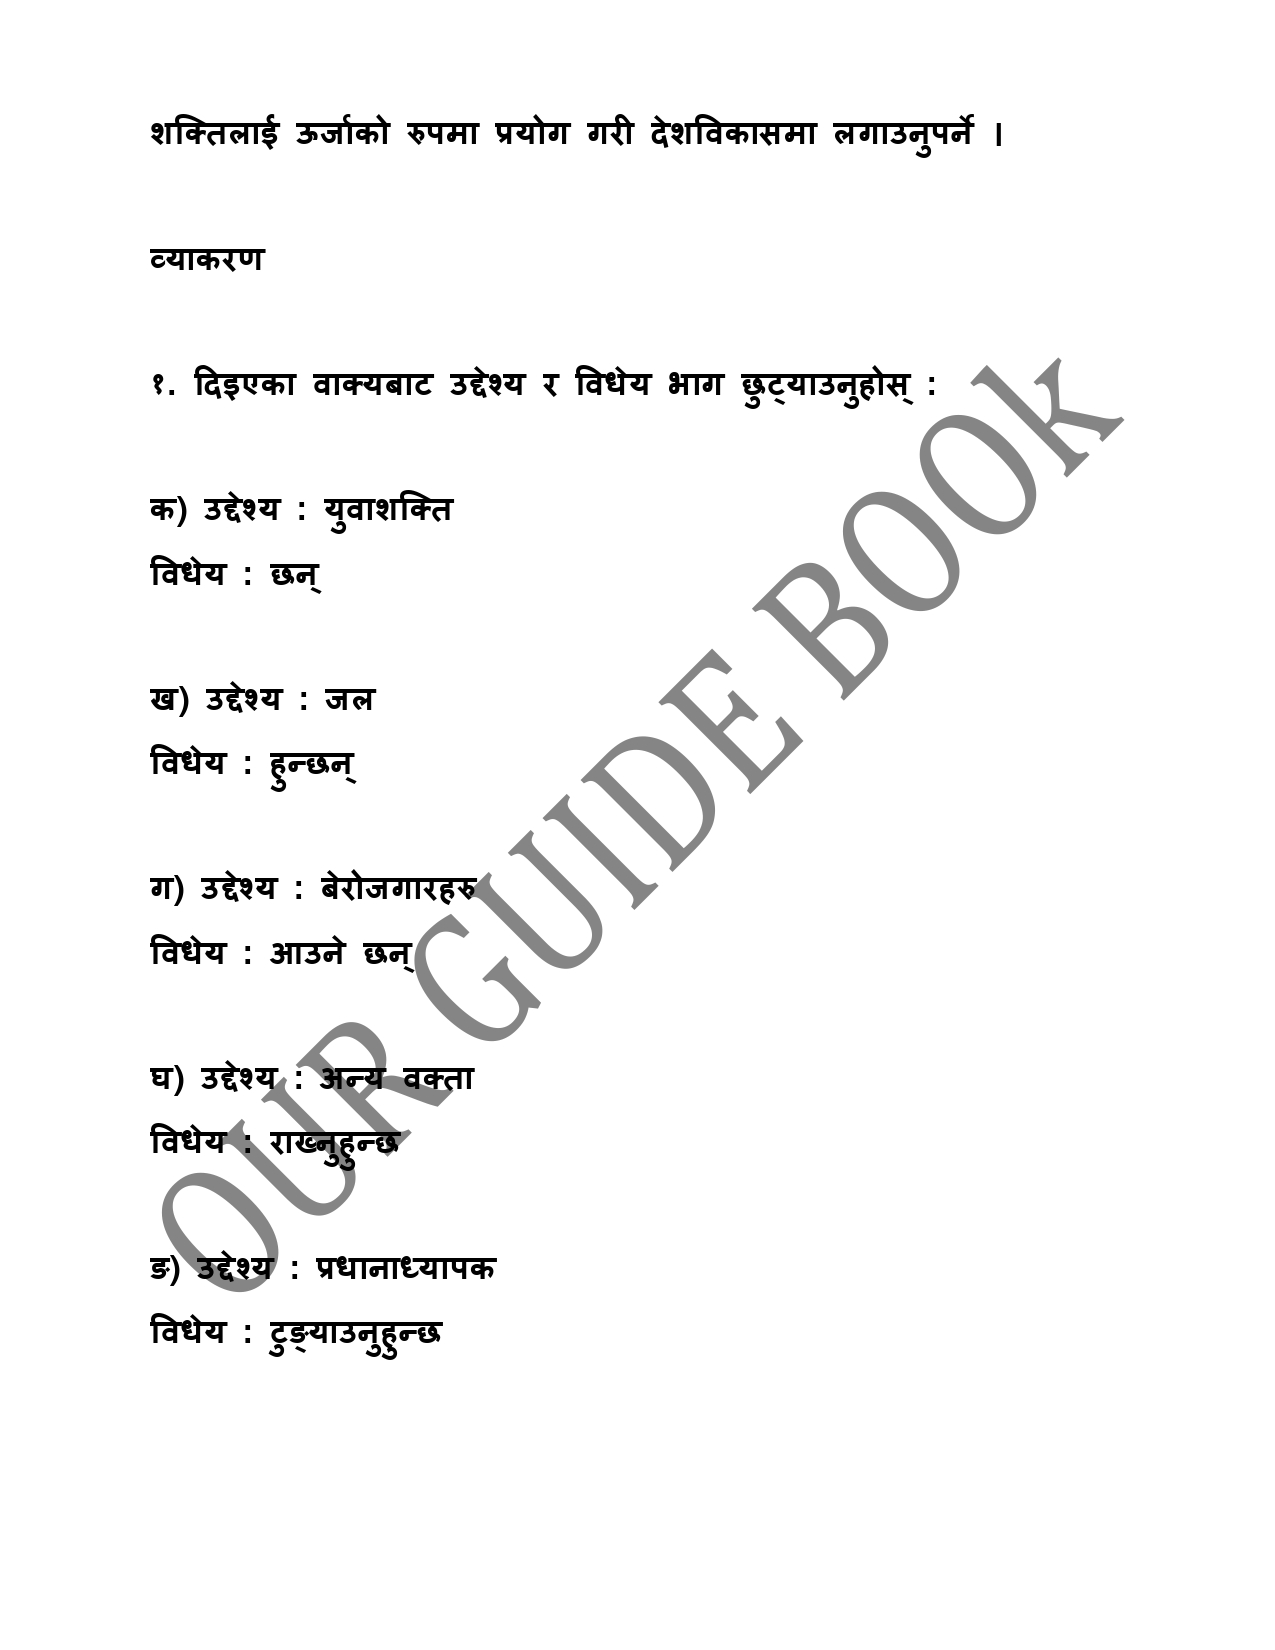 शक्तिलाई ऊर्जाको रुपमा प्रयोग गरी देशविकासमा लगाउनुपर्ने ।
व्याकरण
१. दिइएका वाक्यबाट उद्देश्य र विधेय भाग छुट्याउनुहोस् :
क) उद्देश्य : युवाशक्ति
विधेय : छन्
ख) उद्देश्य : जल
विधेय : हुन्छन्
ग) उद्देश्य : बेरोजगारहरु
विधेय : आउने छन्
घ) उद्देश्य : अन्य वक्ता
विधेय : राख्नुहुन्छ
ङ) उद्देश्य : प्रधानाध्यापक
विधेय : टुङ्याउनुहुन्छ
OUR GUIDE BOOk